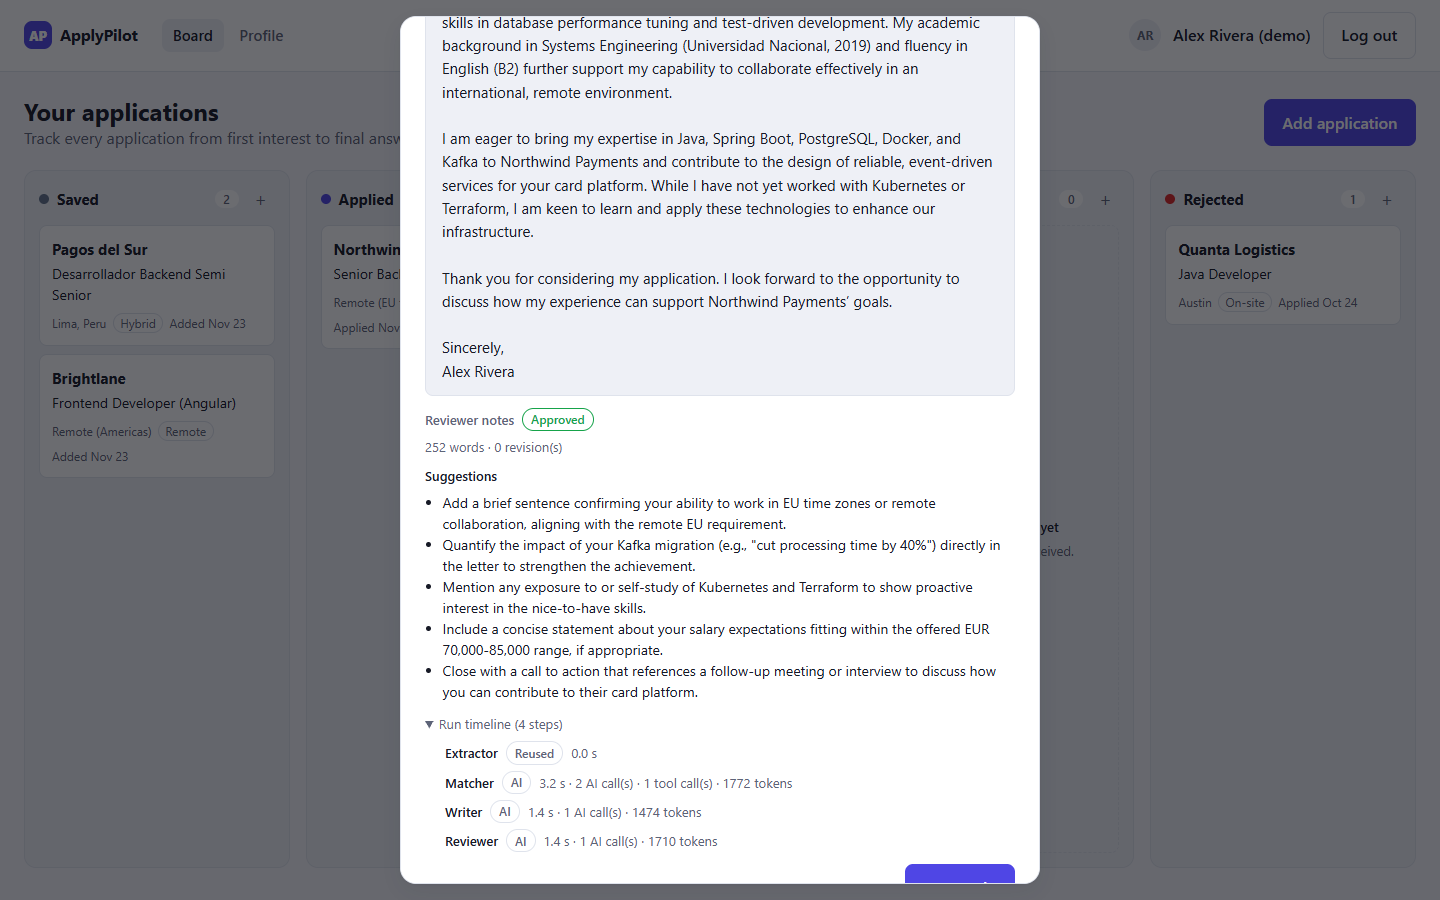 AP ApplyPilot Board Profile
AR Alex Rivera (demo) Log out
Your applications
Track every application from first interest to final answ
Add application
Saved 2 +
Pagos del Sur
Desarrollador Backend Semi
Senior
Lima, Peru Hybrid Added Nov 23
Brightlane
Frontend Developer (Angular)
Remote (Americas) Remote
Added Nov 23
Applied
Northwin
Senior Back
Remote (EU
Applied Nov
skills in database performance tuning and test-driven development. My academic
background in Systems Engineering (Universidad Nacional, 2019) and fluency in
English (B2) further support my capability to collaborate effectively in an
international, remote environment.
I am eager to bring my expertise in Java, Spring Boot, PostgreSQL, Docker, and
Kafka to Northwind Payments and contribute to the design of reliable, event-driven
services for your card platform. While I have not yet worked with Kubernetes or
Terraform, I am keen to learn and apply these technologies to enhance our
infrastructure.
Thank you for considering my application. I look forward to the opportunity to
discuss how my experience can support Northwind Payments’ goals.
Sincerely,
Alex Rivera
Reviewer notes Approved
252 words · 0 revision(s)
Suggestions
• Add a brief sentence confirming your ability to work in EU time zones or remote
collaboration, aligning with the remote EU requirement.
• Quantify the impact of your Kafka migration (e.g., "cut processing time by 40%") directly in
the letter to strengthen the achievement.
• Mention any exposure to or self-study of Kubernetes and Terraform to show proactive
interest in the nice-to-have skills.
• Include a concise statement about your salary expectations fitting within the offered EUR
70,000-85,000 range, if appropriate.
• Close with a call to action that references a follow-up meeting or interview to discuss how
you can contribute to their card platform.
▼ Run timeline (4 steps)
Extractor Reused 0.0 s
Matcher AI 3.2 s · 2 AI call(s) · 1 tool call(s) · 1772 tokens
Writer AI 1.4 s · 1 AI call(s) · 1474 tokens
Reviewer AI 1.4 s · 1 AI call(s) · 1710 tokens
0 +
yet
eived.
Rejected 1 +
Quanta Logistics
Java Developer
Austin On-site Applied Oct 24